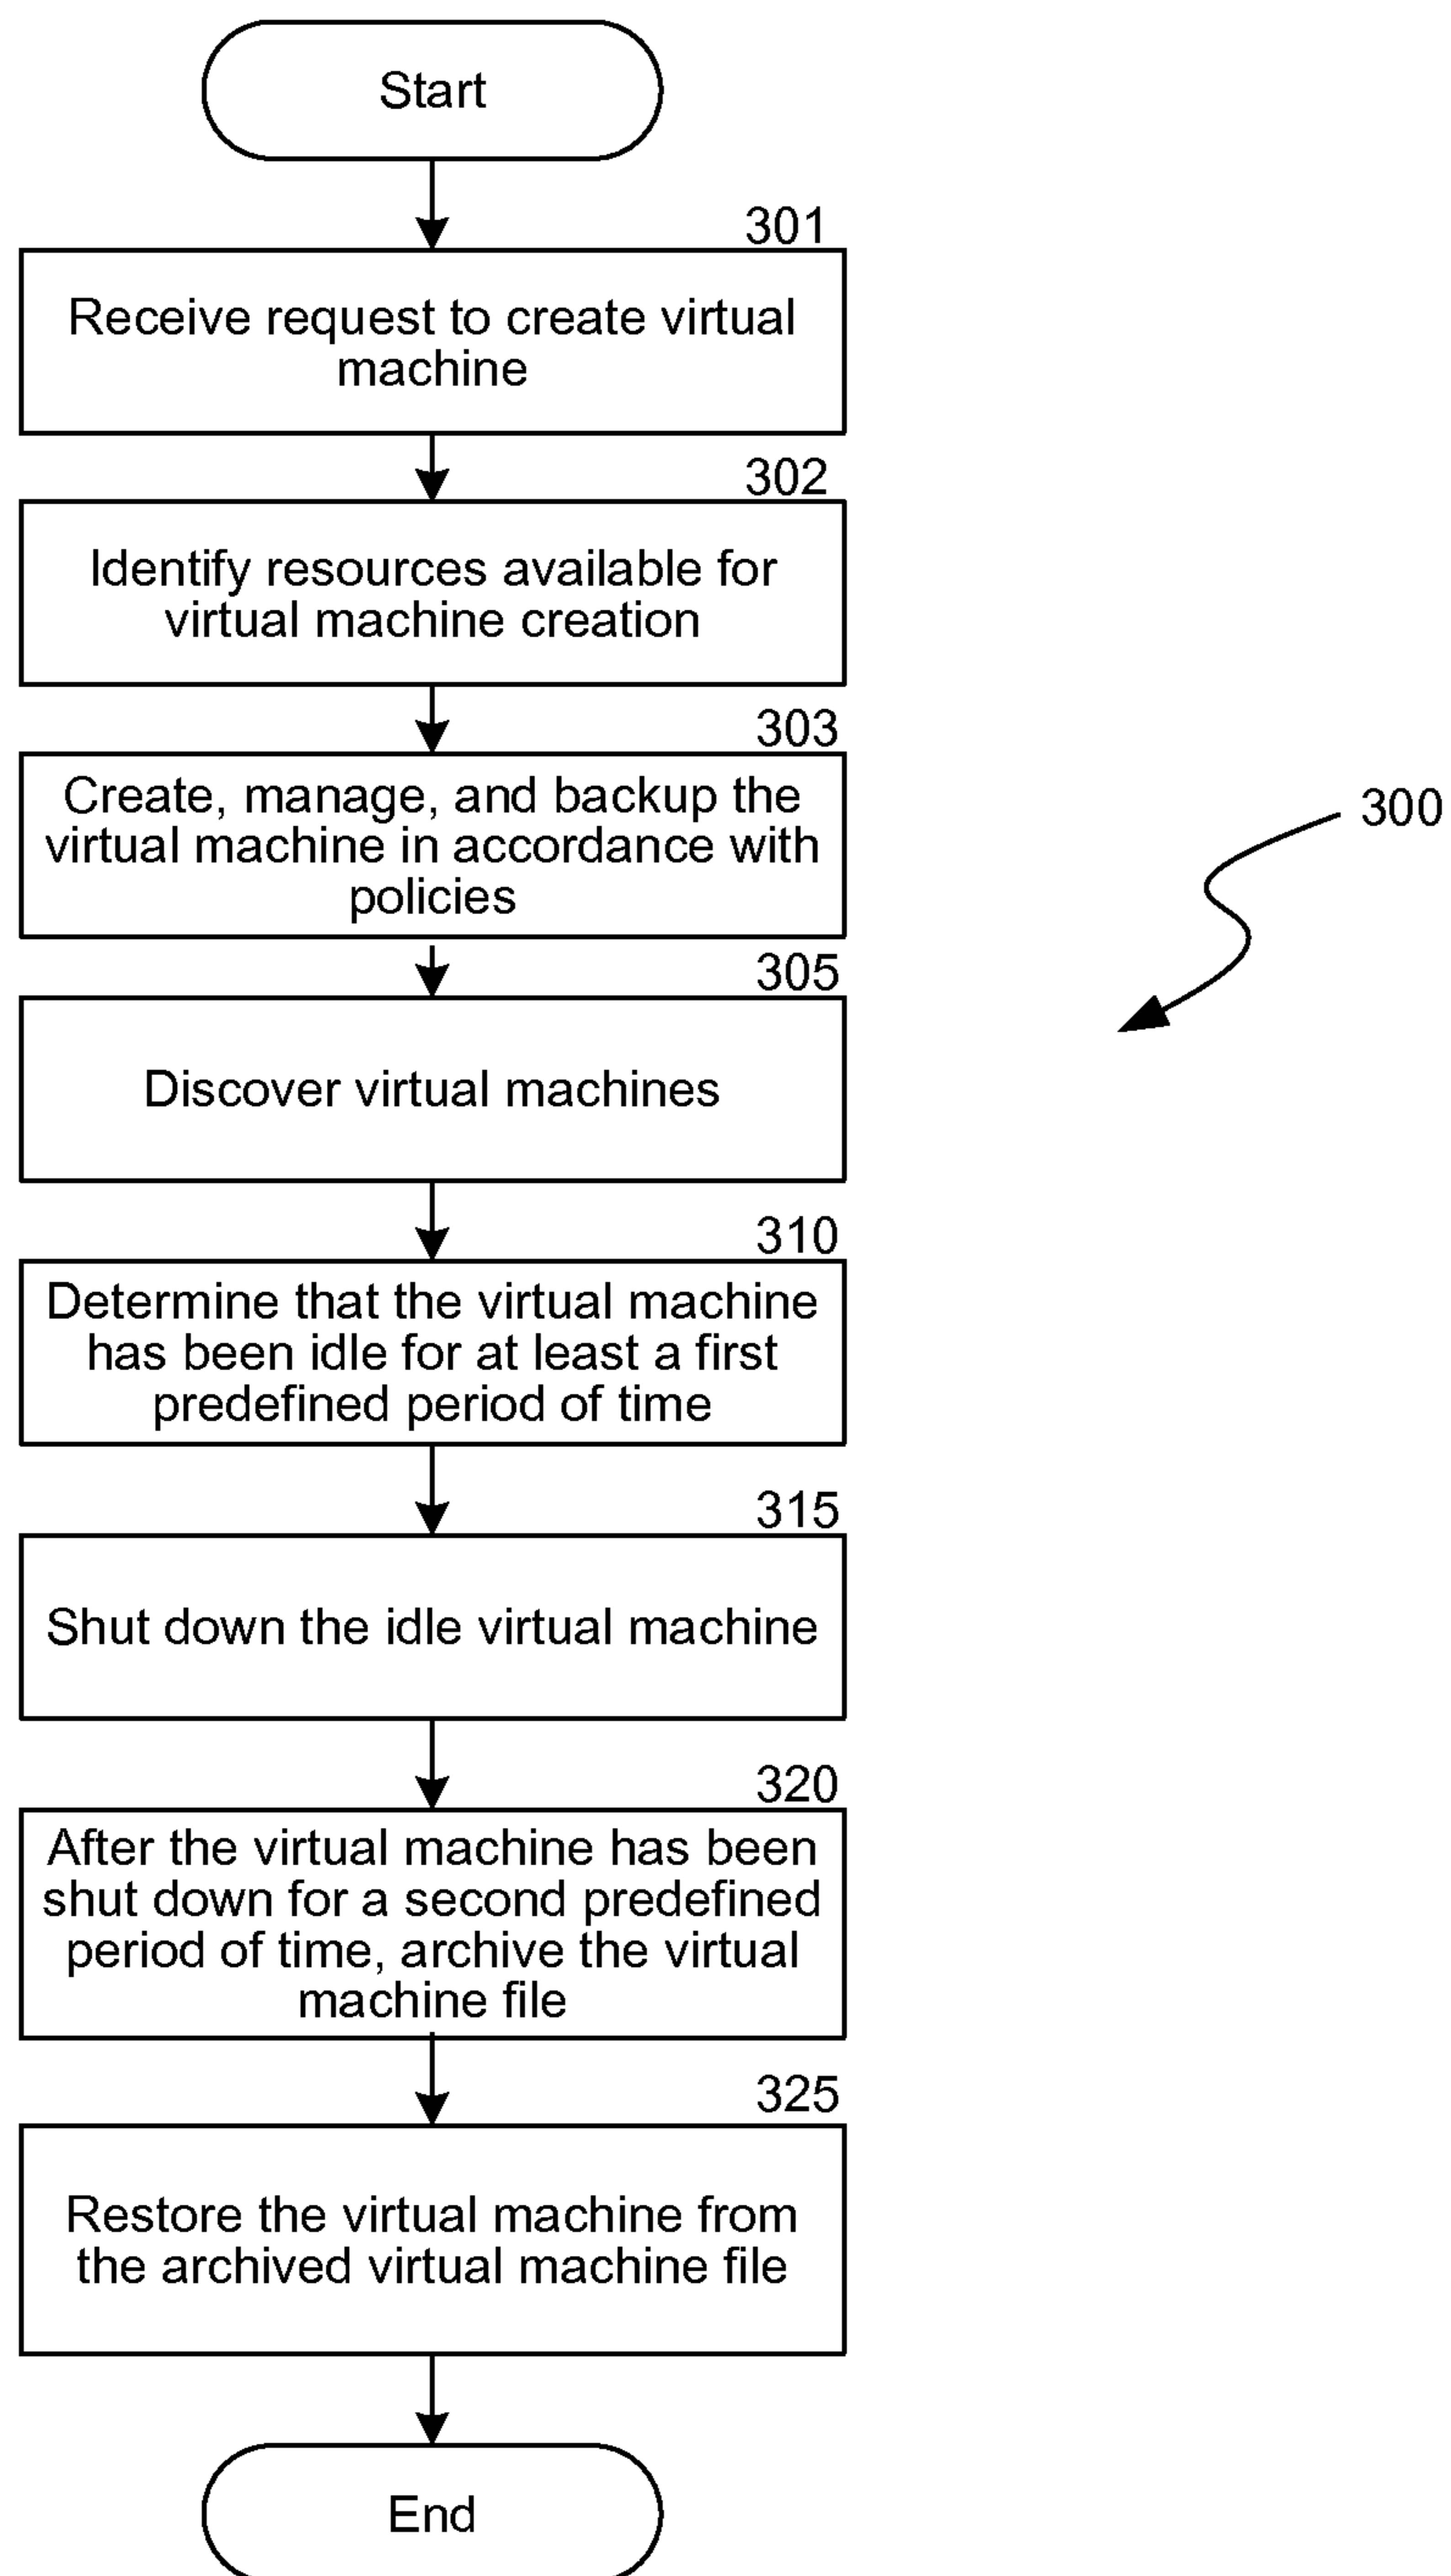 Start
301
Receive request to create virtual
machine
302
Identify resources available for
virtual machine creation
303
Create, manage, and backup the
virtual machine in accordance with
policies
300
305
Discover virtual machines
310
Determine that the virtual machine
has been idle for at least a first
predefined period of time
315
Shut down the idle virtual machine
320
After the virtual machine has been
shut down for a second predefined
period of time, archive the virtual
machine file
325
Restore the virtual machine from
the archived virtual machine file
End